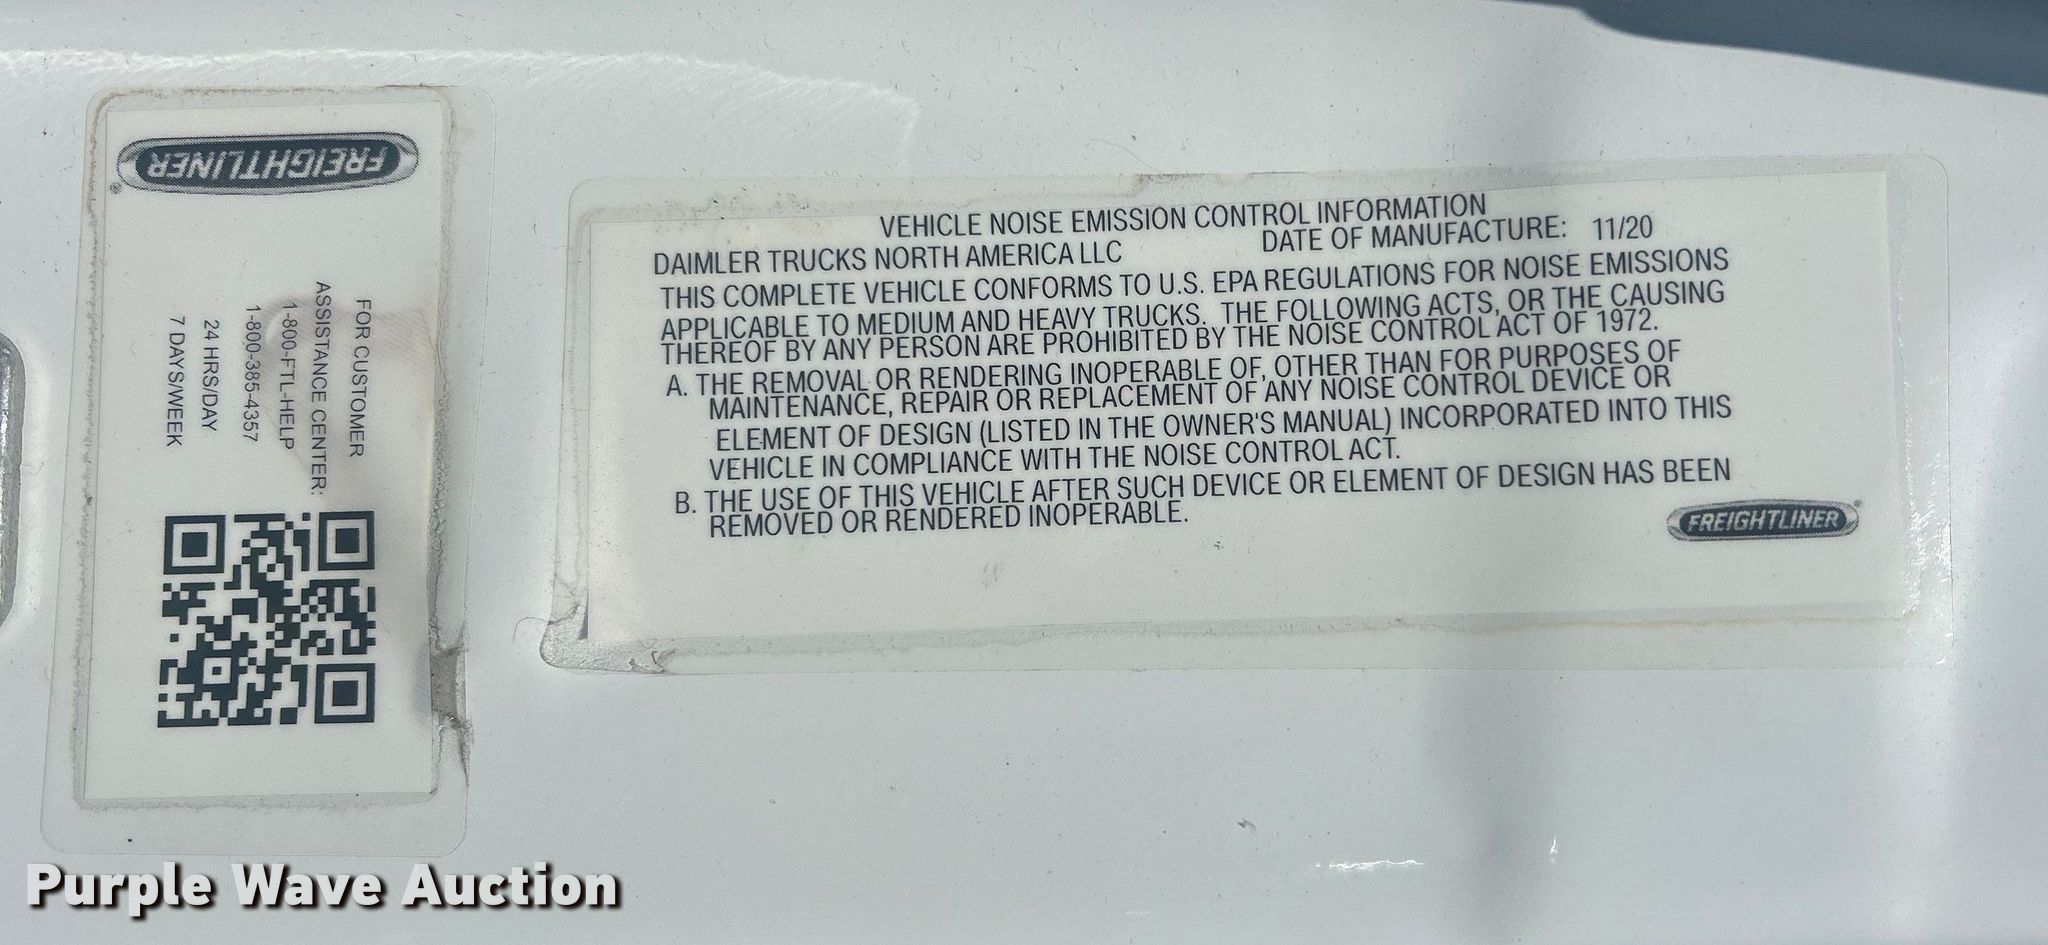 FREIGHTLINER
FOR CUSTOMER
ASSISTANCE CENTER:
1-800-FTL-HELP
1-800-385-4357
24 HRS/DAY
7 DAYS/WEEK
VEHICLE NOISE EMISSION CONTROL INFORMATION
DAIMLER TRUCKS NORTH AMERICA LLC DATE OF MANUFACTURE: 11/20
THIS COMPLETE VEHICLE CONFORMS TO U.S. EPA REGULATIONS FOR NOISE EMISSIONS
APPLICABLE TO MEDIUM AND HEAVY TRUCKS. THE FOLLOWING ACTS, OR THE CAUSING
THEREOF BY ANY PERSON ARE PROHIBITED BY THE NOISE CONTROL ACT OF 1972.
A. THE REMOVAL OR RENDERING INOPERABLE OF, OTHER THAN FOR PURPOSES OF
MAINTENANCE, REPAIR OR REPLACEMENT OF ANY NOISE CONTROL DEVICE OR
ELEMENT OF DESIGN (LISTED IN THE OWNER'S MANUAL) INCORPORATED INTO THIS
VEHICLE IN COMPLIANCE WITH THE NOISE CONTROL ACT.
B. THE USE OF THIS VEHICLE AFTER SUCH DEVICE OR ELEMENT OF DESIGN HAS BEEN
REMOVED OR RENDERED INOPERABLE.
FREIGHTLINER
Purple Wave Auction